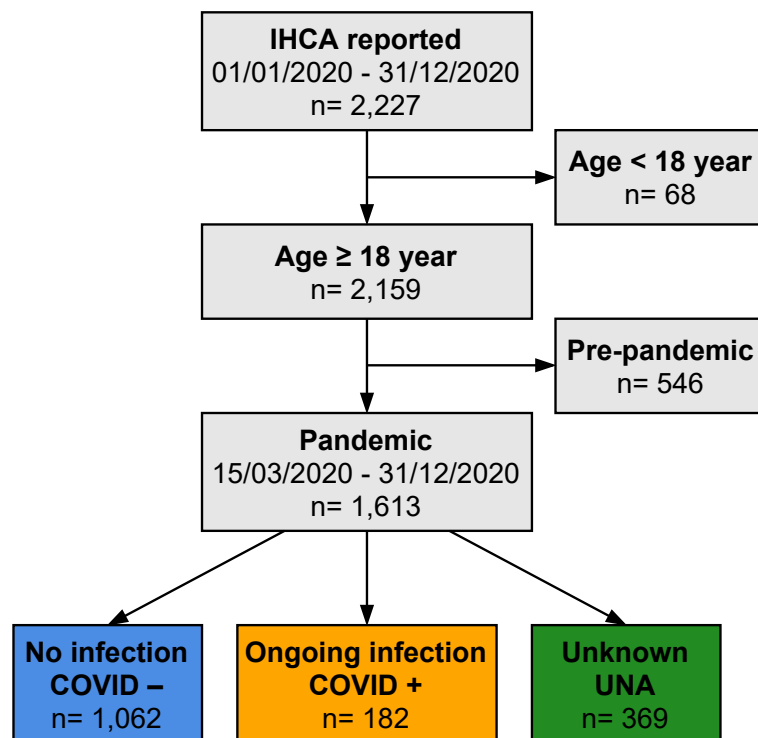 IHCA reported
01/01/2020 - 31/12/2020
n= 2,227
Age < 18 year
n= 68
Age ≥ 18 year
n= 2,159
Pre-pandemic
n= 546
Pandemic
15/03/2020 - 31/12/2020
n= 1,613
No infection
COVID –
n= 1,062
Ongoing infection
COVID +
n= 182
Unknown
UNA
n= 369